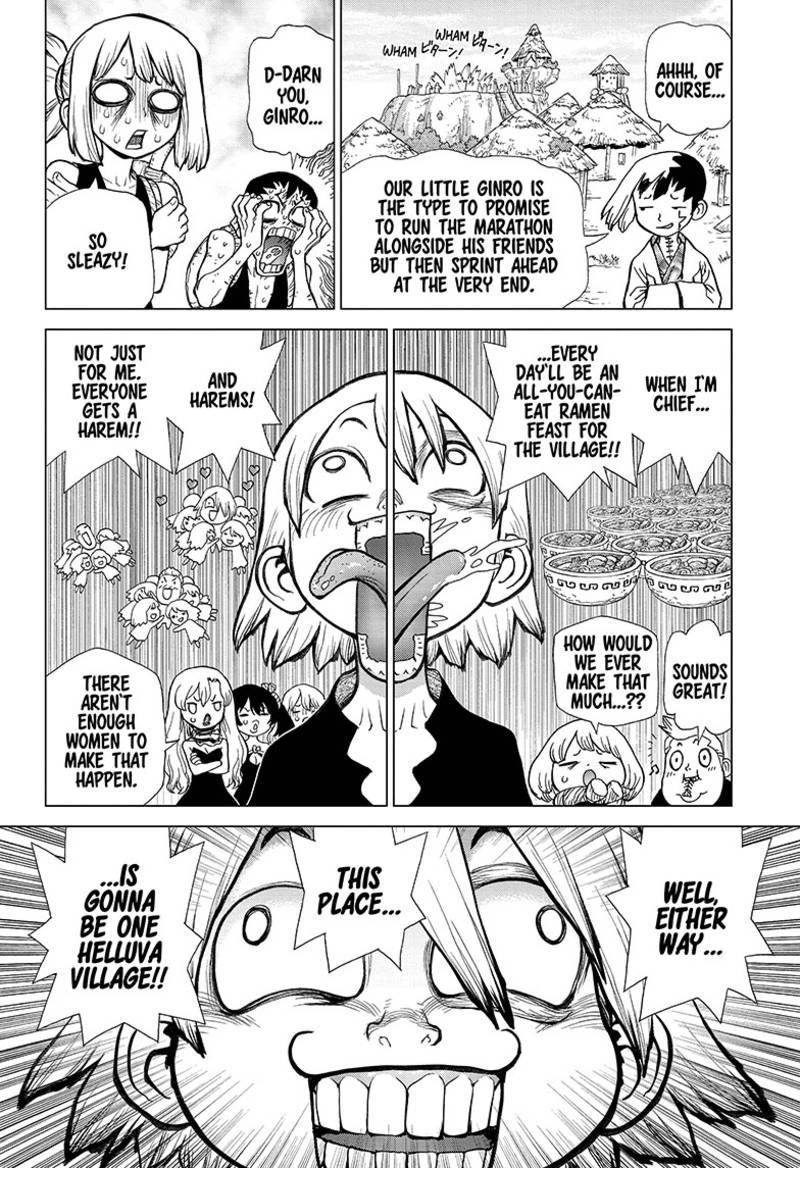 AHHH, OF
COURSE...
WHAM ビターン!
WHAM ビターン!
OUR LITTLE GINRO IS
THE TYPE TO PROMISE
TO RUN THE MARATHON
ALONGSIDE HIS FRIENDS
BUT THEN SPRINT AHEAD
AT THE VERY END.
D-DARN
YOU,
GINRO...
SO
SLEAZY!
WHEN I'M
CHIEF...
...EVERY
DAY'LL BE AN
ALL-YOU-CAN-
EAT RAMEN
FEAST FOR
THE VILLAGE!!
SOUNDS
GREAT!
HOW WOULD
WE EVER
MAKE THAT
MUCH...??
AND
HAREMS!
NOT JUST
FOR ME.
EVERYONE
GETS A
HAREM!!
THERE
AREN'T
ENOUGH
WOMEN TO
MAKE THAT
HAPPEN.
WELL,
EITHER
WAY...
THIS
PLACE...
...IS
GONNA
BE ONE
HELLUVA
VILLAGE!!